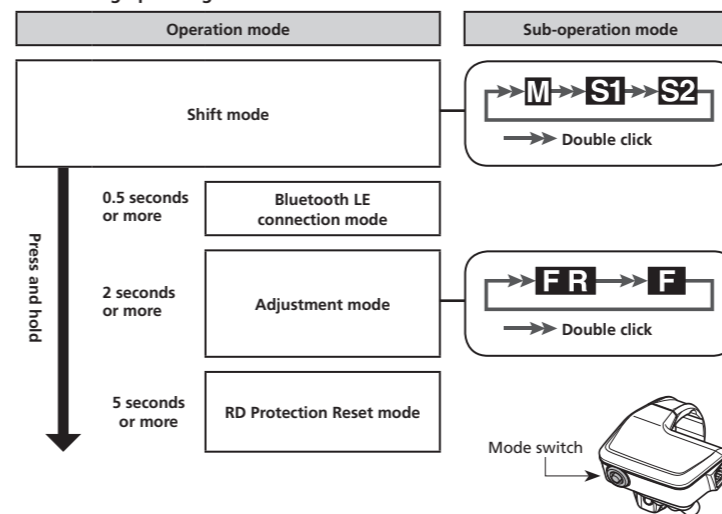 Operation mode
Sub-operation mode
Shift mode
M S1 S2
Double click
Press and hold
0.5 seconds
or more
Bluetooth LE
connection mode
2 seconds
or more
Adjustment mode
F R F
Double click
5 seconds
or more
RD Protection Reset mode
Mode switch